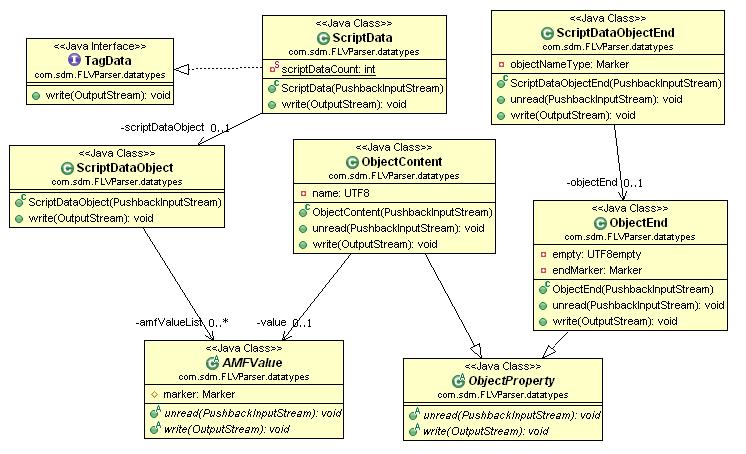 <<Java Interface>>
TagData
com.sdm.FLVParser.datatypes
write(OutputStream): void
<<Java Class>>
ScriptData
com.sdm.FLVParser.datatypes
scriptDataCount: int
ScriptData(PushbackInputStream)
write(OutputStream): void
<<Java Class>>
ScriptDataObjectEnd
com.sdm.FLVParser.datatypes
objectNameType: Marker
ScriptDataObjectEnd(PushbackInputStream)
unread(PushbackInputStream): void
write(OutputStream): void
-scriptDataObject 0..1
<<Java Class>>
ScriptDataObject
com.sdm.FLVParser.datatypes
ScriptDataObject(PushbackInputStream)
write(OutputStream): void
<<Java Class>>
ObjectContent
com.sdm.FLVParser.datatypes
name: UTF8
ObjectContent(PushbackInputStream)
unread(PushbackInputStream): void
write(OutputStream): void
-objectEnd 0..1
<<Java Class>>
ObjectEnd
com.sdm.FLVParser.datatypes
empty: UTF8empty
endMarker: Marker
ObjectEnd(PushbackInputStream)
unread(PushbackInputStream): void
write(OutputStream): void
-amfValueList 0..*
-value 0..1
<<Java Class>>
AMFValue
com.sdm.FLVParser.datatypes
marker: Marker
unread(PushbackInputStream): void
write(OutputStream): void
<<Java Class>>
ObjectProperty
com.sdm.FLVParser.datatypes
unread(PushbackInputStream): void
write(OutputStream): void